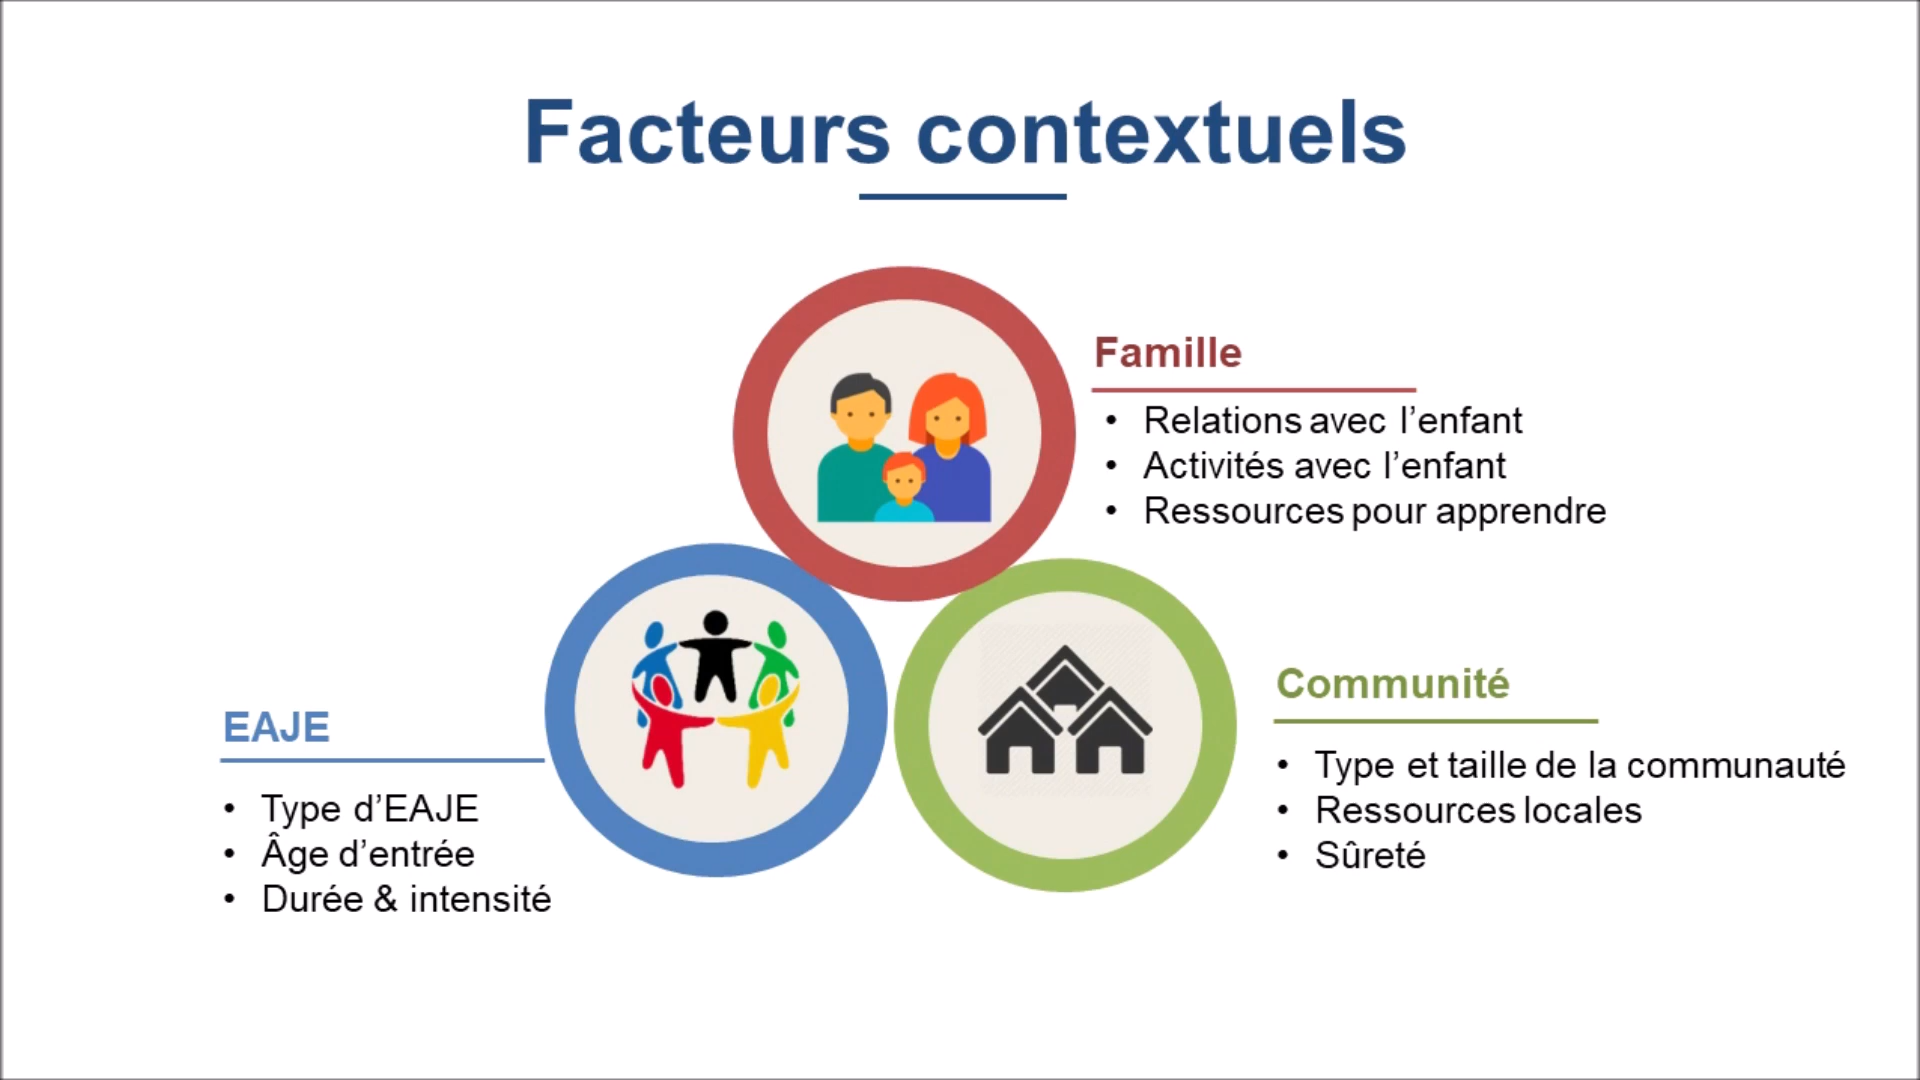 Facteurs contextuels
Famille
• Relations avec l’enfant
• Activités avec l’enfant
• Ressources pour apprendre
EAJE
• Type d’EAJE
• Âge d’entrée
• Durée & intensité
Communité
• Type et taille de la communauté
• Ressources locales
• Sûreté